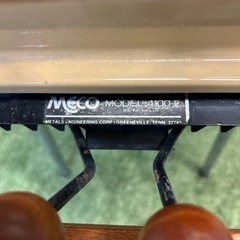 MECO MODEL 4100
METALS ENGINEERING CORP. GREENEVILLE, TENN. 37743